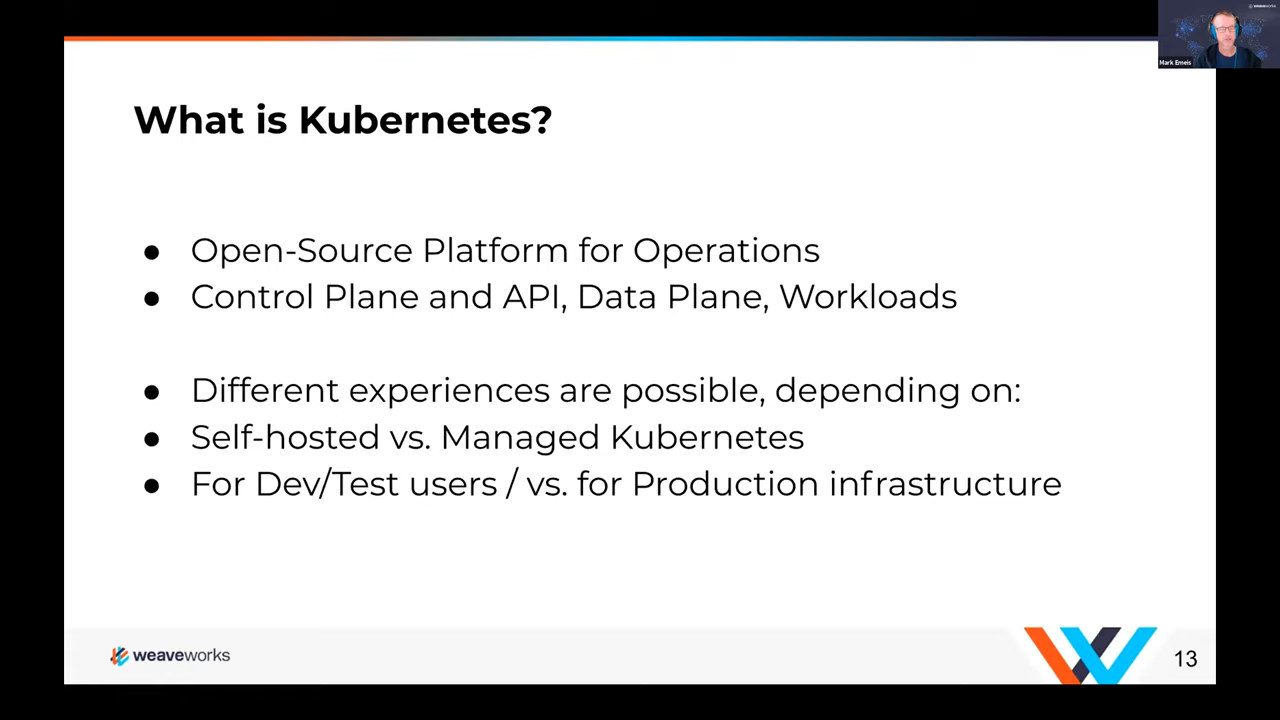 weaveworks
Mark Emeis
What is Kubernetes?
● Open-Source Platform for Operations
● Control Plane and API, Data Plane, Workloads
● Different experiences are possible, depending on:
● Self-hosted vs. Managed Kubernetes
● For Dev/Test users / vs. for Production infrastructure
weaveworks
13